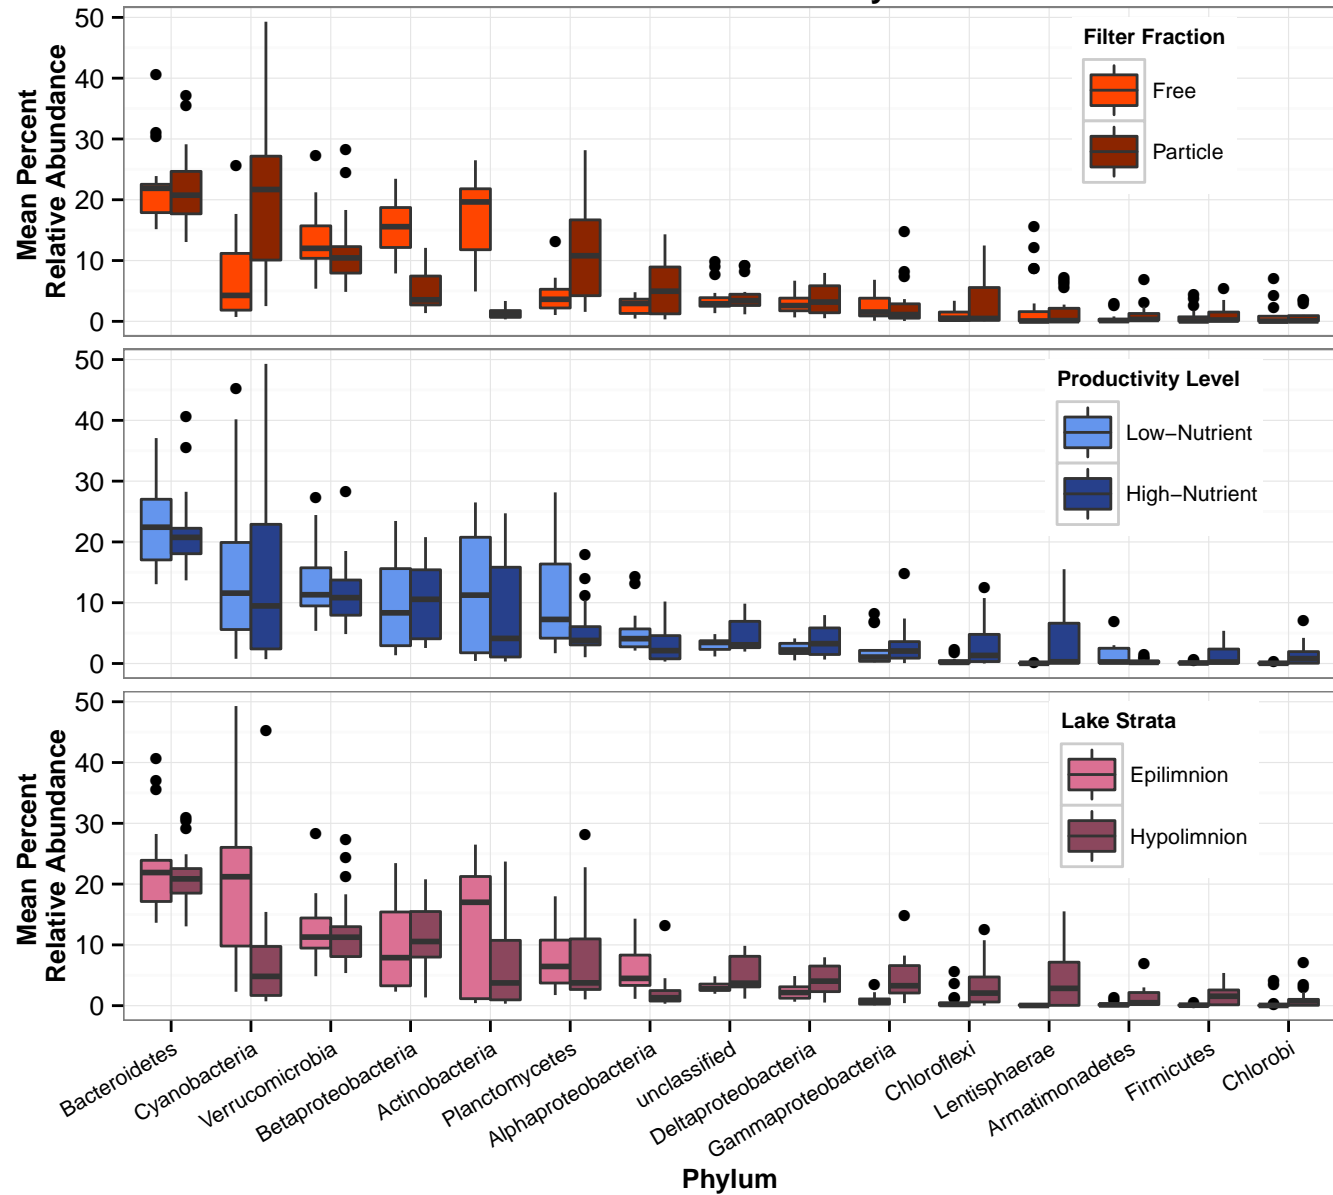 50
40
30
20
10
0
Mean Percent
Relative Abundance
Filter Fraction
Free
Particle
50
40
30
20
10
0
Productivity Level
Low−Nutrient
High−Nutrient
50
40
30
20
10
0
Mean Percent
Relative Abundance
Lake Strata
Epilimnion
Hypolimnion
Bacteroidetes
Cyanobacteria
Verrucomicrobia
Betaproteobacteria
Actinobacteria
Planctomycetes
Alphaproteobacteria
unclassified
Deltaproteobacteria
Gammaproteobacteria
Chloroflexi
Lentisphaerae
Armatimonadetes
Firmicutes
Chlorobi
Phylum